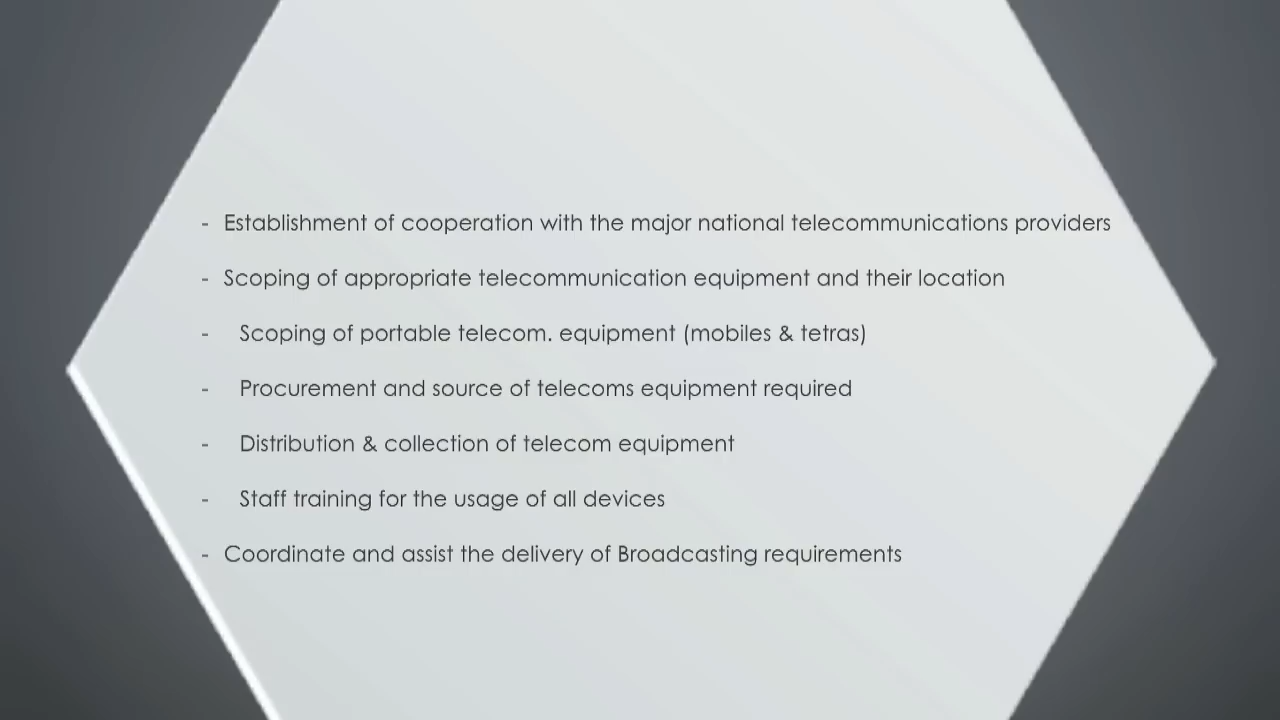 - Establishment of cooperation with the major national telecommunications providers
- Scoping of appropriate telecommunication equipment and their location
- Scoping of portable telecom. equipment (mobiles & tetras)
- Procurement and source of telecoms equipment required
- Distribution & collection of telecom equipment
- Staff training for the usage of all devices
- Coordinate and assist the delivery of Broadcasting requirements